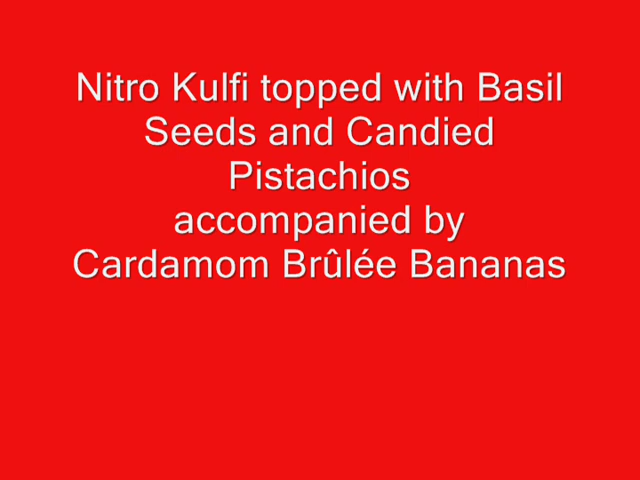 Nitro Kulfi topped with Basil
Seeds and Candied
Pistachios
accompanied by
Cardamom Brûlée Bananas